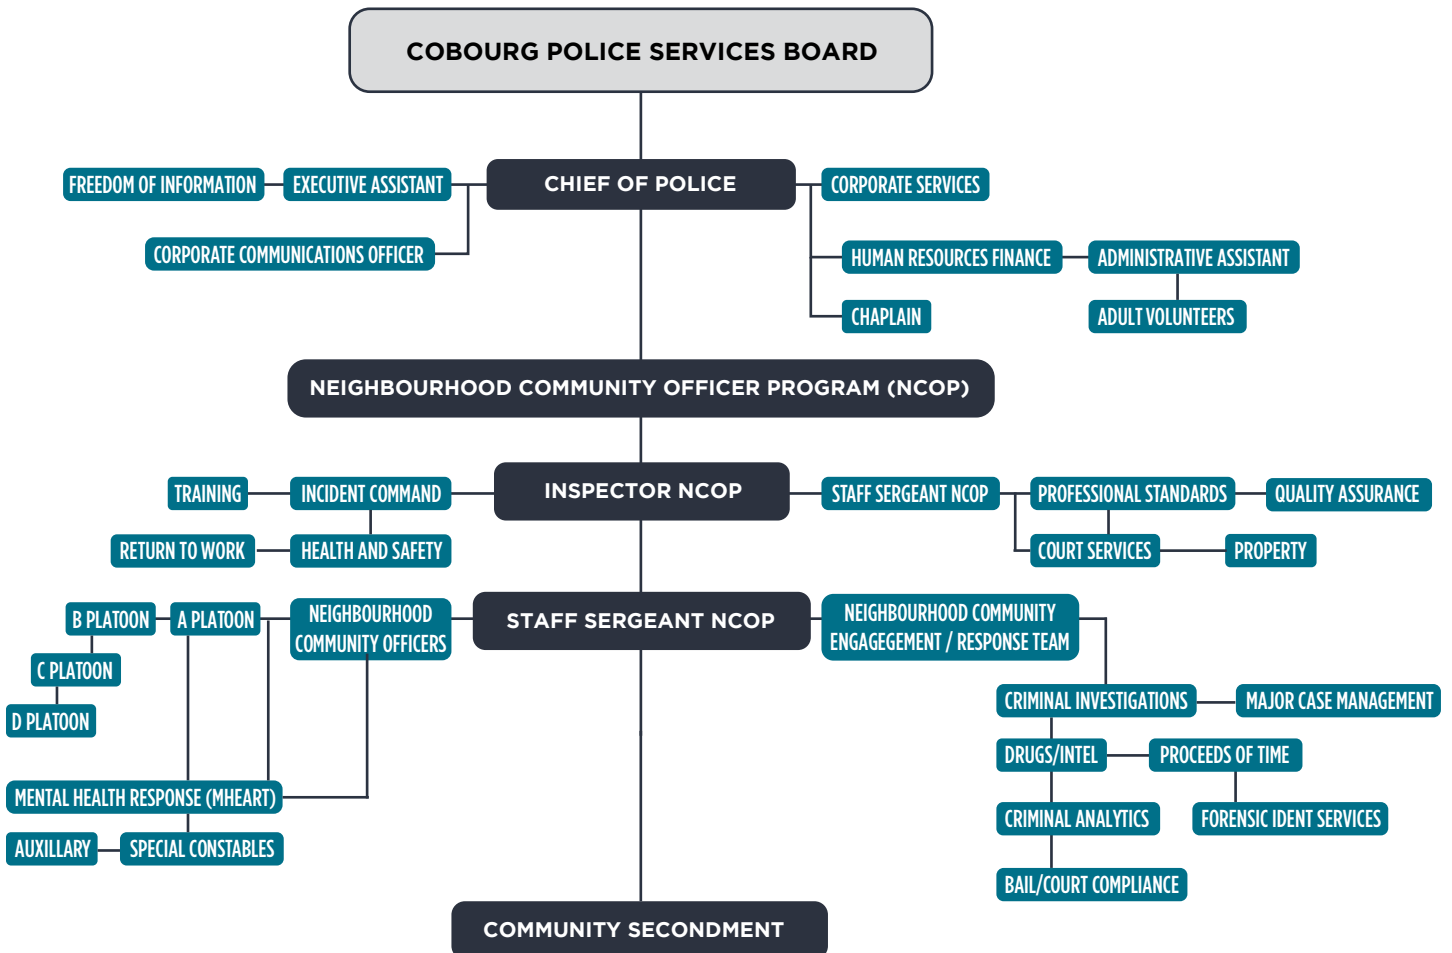 COBOURG POLICE SERVICES BOARD
FREEDOM OF INFORMATION
EXECUTIVE ASSISTANT
CHIEF OF POLICE
CORPORATE SERVICES
CORPORATE COMMUNICATIONS OFFICER
HUMAN RESOURCES FINANCE
ADMINISTRATIVE ASSISTANT
CHAPLAIN
ADULT VOLUNTEERS
NEIGHBOURHOOD COMMUNITY OFFICER PROGRAM (NCOP)
TRAINING
INCIDENT COMMAND
INSPECTOR NCOP
STAFF SERGEANT NCOP
PROFESSIONAL STANDARDS
QUALITY ASSURANCE
RETURN TO WORK
HEALTH AND SAFETY
COURT SERVICES
PROPERTY
B PLATOON
A PLATOON
NEIGHBOURHOOD
COMMUNITY OFFICERS
STAFF SERGEANT NCOP
NEIGHBOURHOOD COMMUNITY
ENGAGEGEMENT / RESPONSE TEAM
C PLATOON
D PLATOON
CRIMINAL INVESTIGATIONS
MAJOR CASE MANAGEMENT
DRUGS/INTEL
PROCEEDS OF TIME
MENTAL HEALTH RESPONSE (MHEART)
CRIMINAL ANALYTICS
FORENSIC IDENT SERVICES
AUXILLARY
SPECIAL CONSTABLES
BAIL/COURT COMPLIANCE
COMMUNITY SECONDMENT